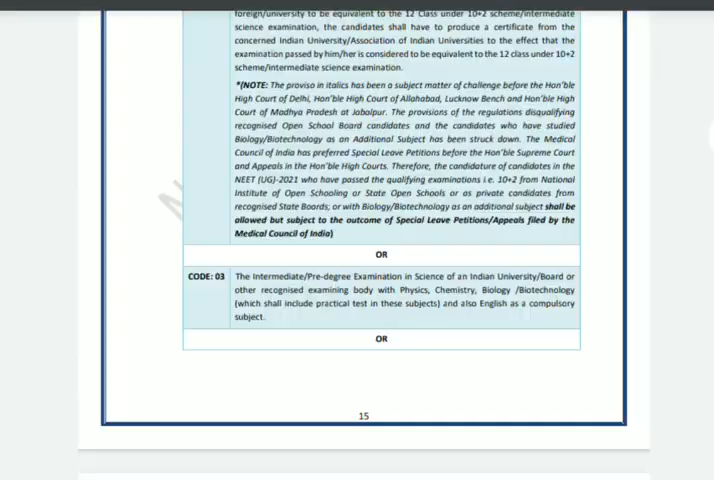 foreign/university to be equivalent to the 12 Class under 10+2 scheme/intermediate
science examination, the candidates shall have to produce a certificate from the
concerned Indian University/Association of Indian Universities to the effect that the
examination passed by him/her is considered to be equivalent to the 12 class under 10+2
scheme/intermediate science examination.
*(NOTE: The proviso in italics has been a subject matter of challenge before the Hon'ble
High Court of Delhi, Hon'ble High Court of Allahabad, Lucknow Bench and Hon'ble High
Court of Madhya Pradesh at Jabalpur. The provisions of the regulations disqualifying
recognised Open School Board candidates and the candidates who have studied
Biology/Biotechnology as an Additional Subject has been struck down. The Medical
Council of India has preferred Special Leave Petitions before the Hon'ble Supreme Court
and Appeals in the Hon'ble High Courts. Therefore, the candidature of candidates in the
NEET (UG)-2021 who have passed the qualifying examinations i.e. 10+2 from National
Institute of Open Schooling or State Open Schools or as private candidates from
recognised State Boards; or with Biology/Biotechnology as an additional subject shall be
allowed but subject to the outcome of Special Leave Petitions/Appeals filed by the
Medical Council of India)
OR
CODE: 03 The Intermediate/Pre-degree Examination in Science of an Indian University/Board or
other recognised examining body with Physics, Chemistry, Biology /Biotechnology
(which shall include practical test in these subjects) and also English as a compulsory
subject.
OR
15